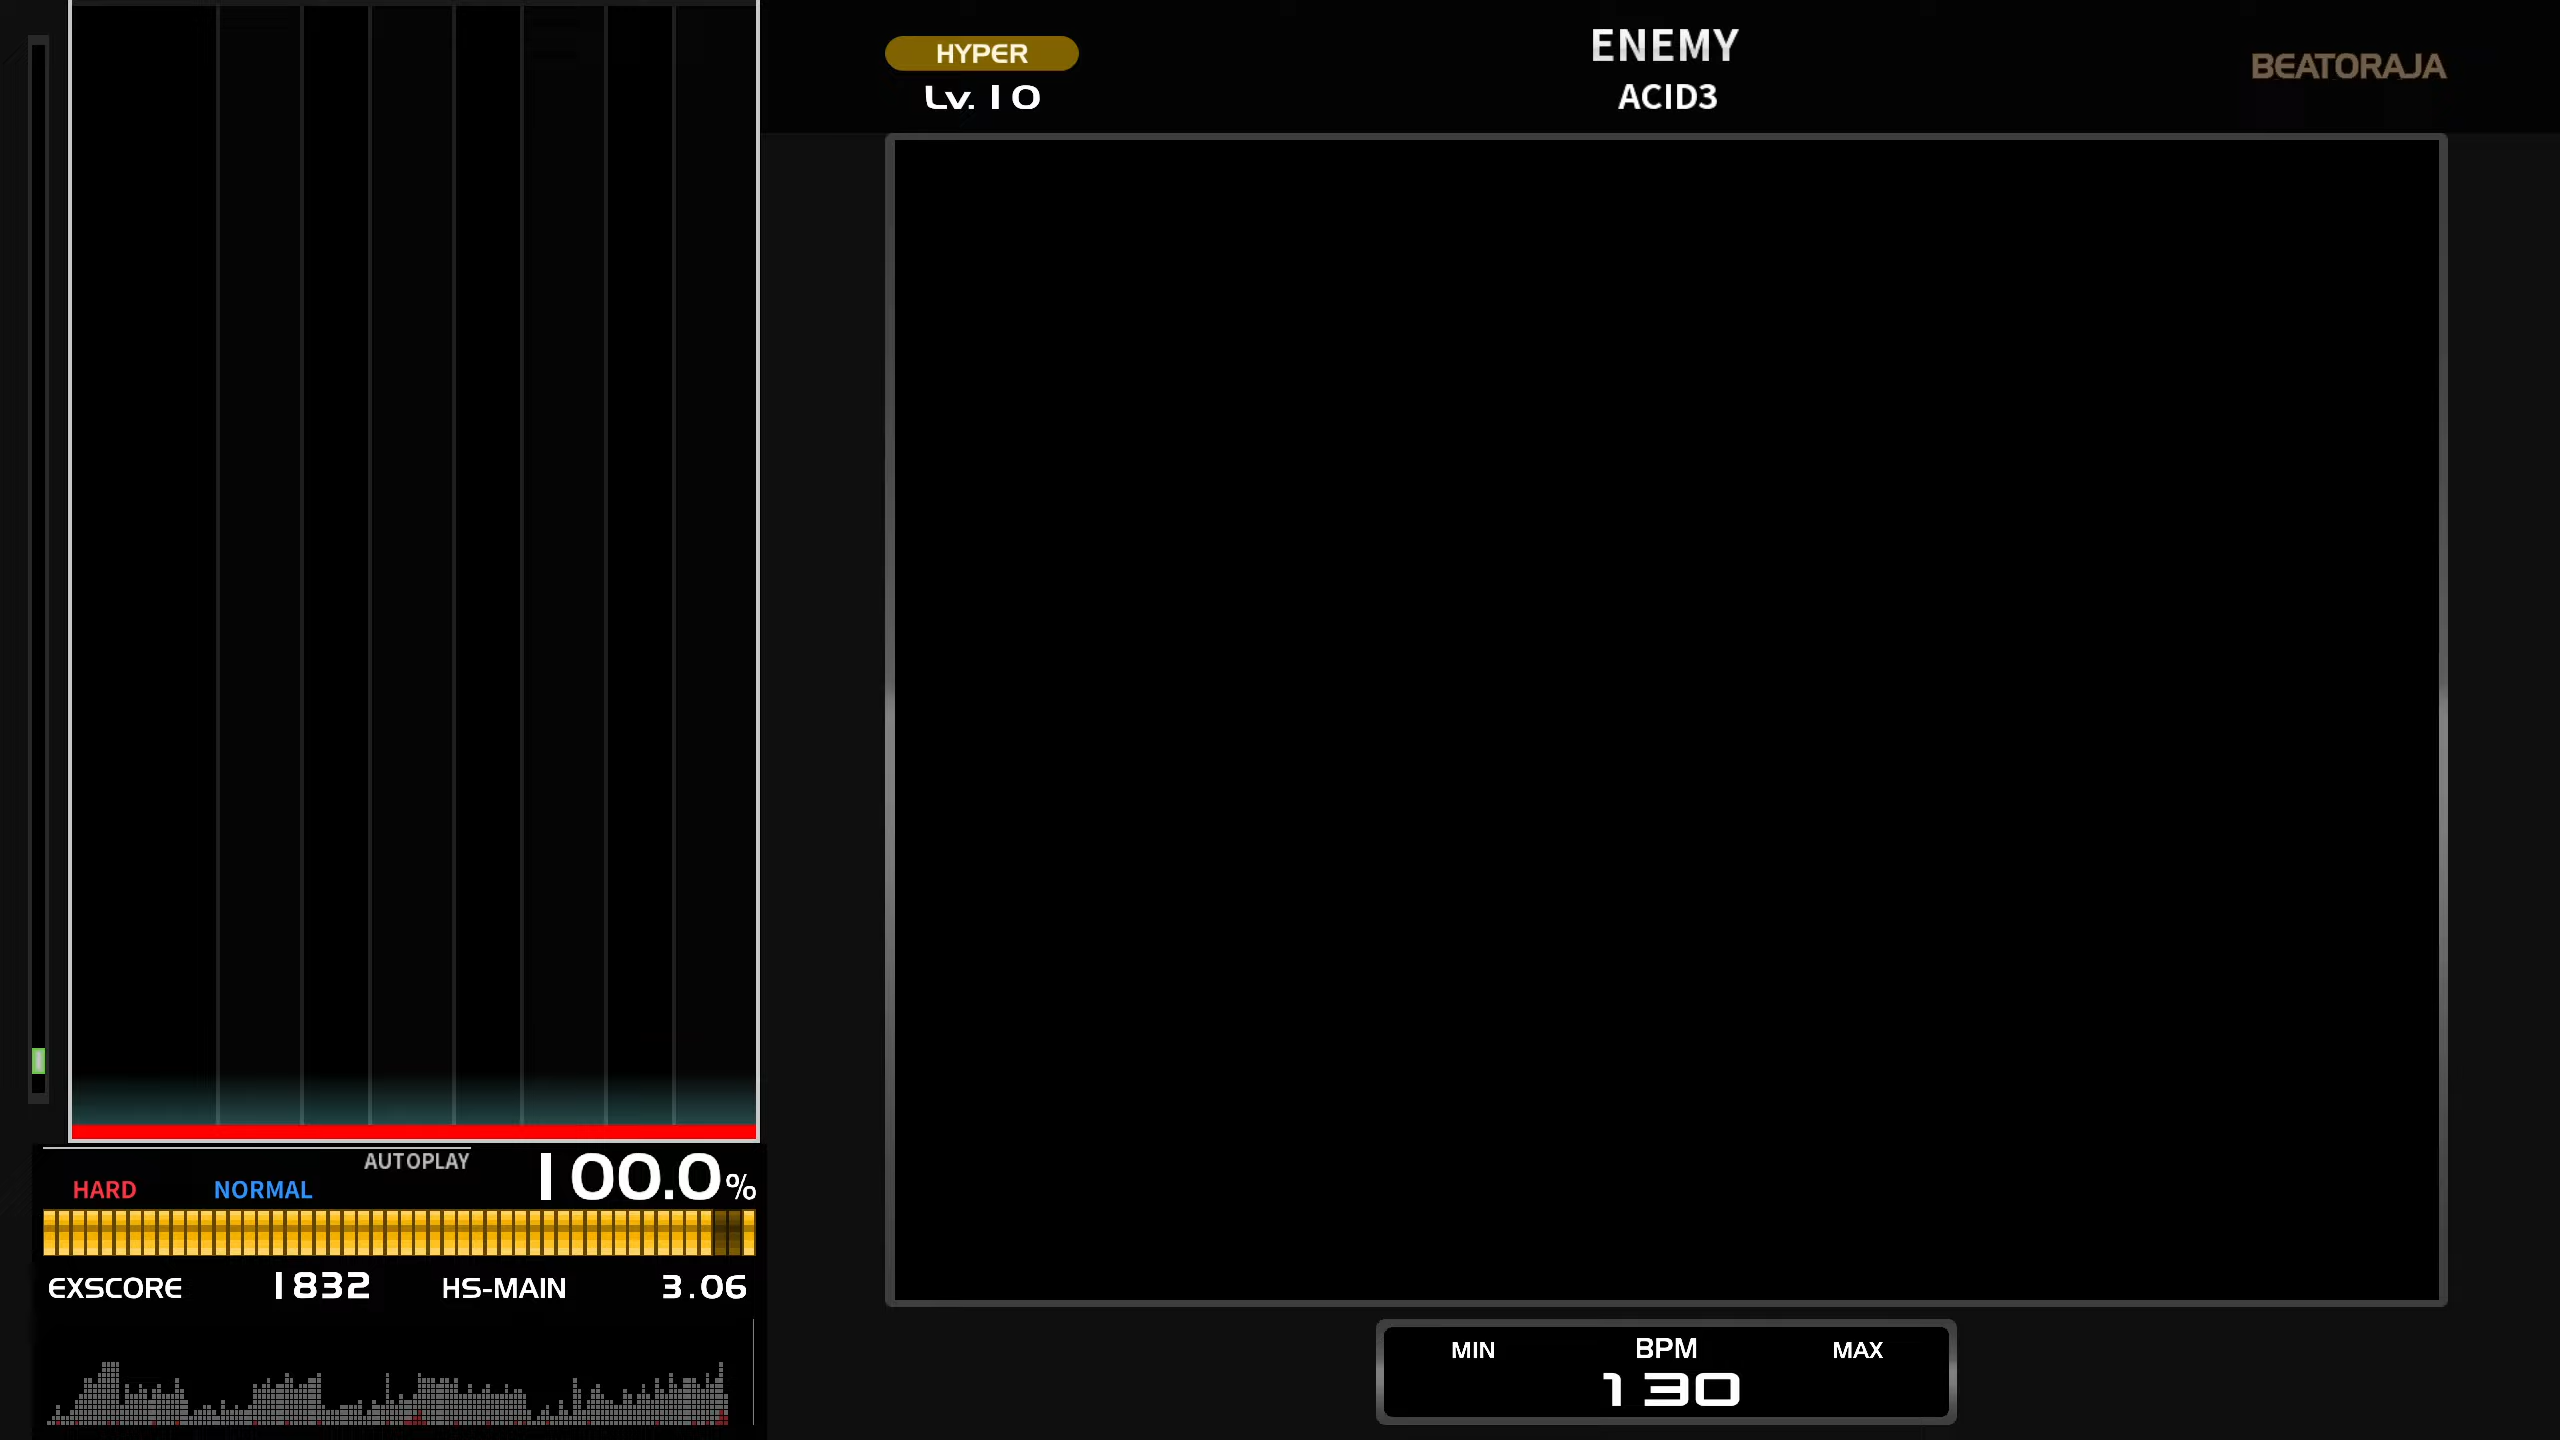 HYPER
Lv. 10
ENEMY
ACID3
BEATORAJA
AUTOPLAY
HARD NORMAL 100.0%
EXSCORE 1832 HS-MAIN 3.06
MIN BPM MAX
130